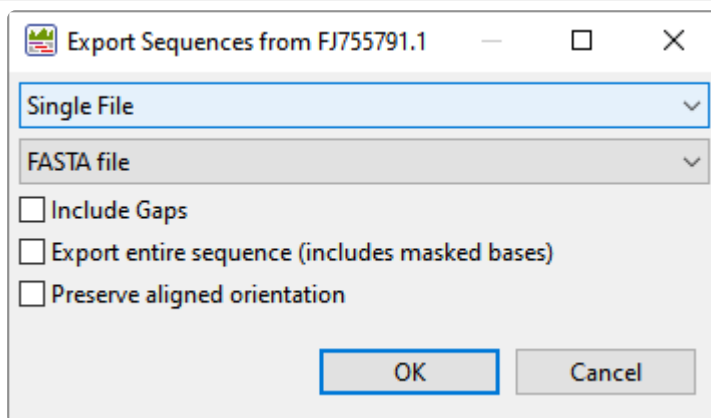 Export Sequences from FJ755791.1
Single File
FASTA file
Include Gaps
Export entire sequence (includes masked bases)
Preserve aligned orientation
OK Cancel